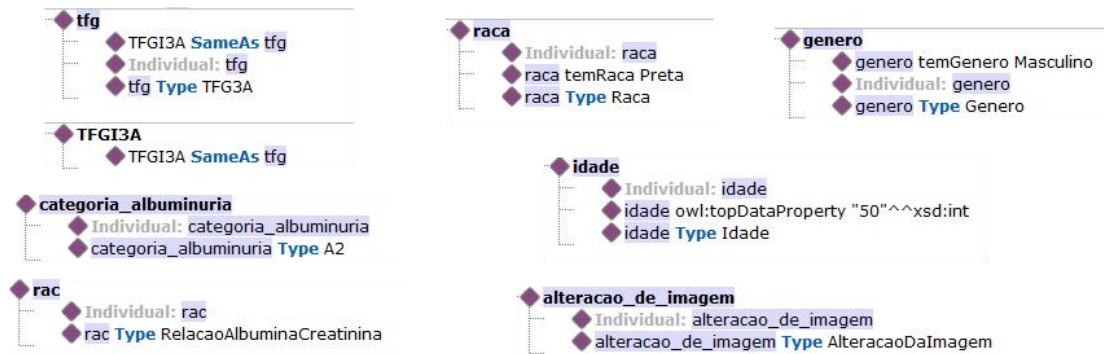 tfg
TFGI3A SameAs tfg
Individual: tfg
tfg Type TFG3A
TFGI3A
TFGI3A SameAs tfg
categoria_albuminuria
Individual: categoria_albuminuria
categoria_albuminuria Type A2
rac
Individual: rac
rac Type RelacaoAlbuminaCreatinina
raca
Individual: raca
raca temRaca Preta
raca Type Raca
genero
genero temGenero Masculino
Individual: genero
genero Type Genero
idade
Individual: idade
idade owl:topDataProperty "50"^^xsd:int
idade Type Idade
alteracao_de_imagem
Individual: alteracao_de_imagem
alteracao_de_imagem Type AlteracaoDaImagem